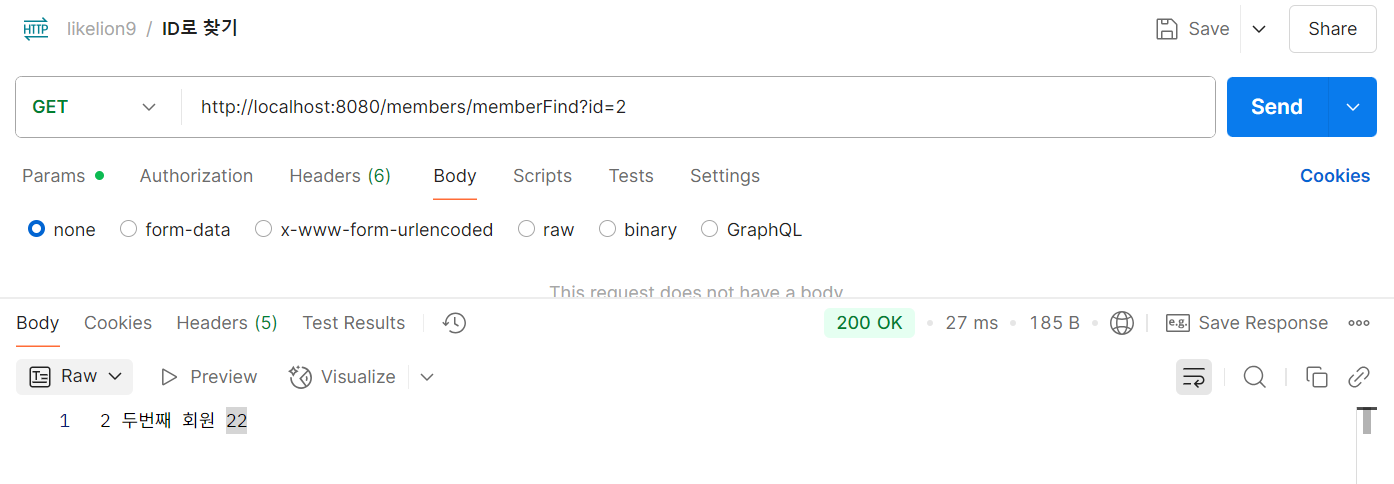 HTTP likelion9 / ID로 찾기 Save Share
GET http://localhost:8080/members/memberFind?id=2 Send
Params Authorization Headers (6) Body Scripts Tests Settings Cookies
none form-data x-www-form-urlencoded raw binary GraphQL
This request does not have a body
Body Cookies Headers (5) Test Results 200 OK 27 ms 185 B e.g. Save Response
Raw Preview Visualize
1 2 두번째 회원 22